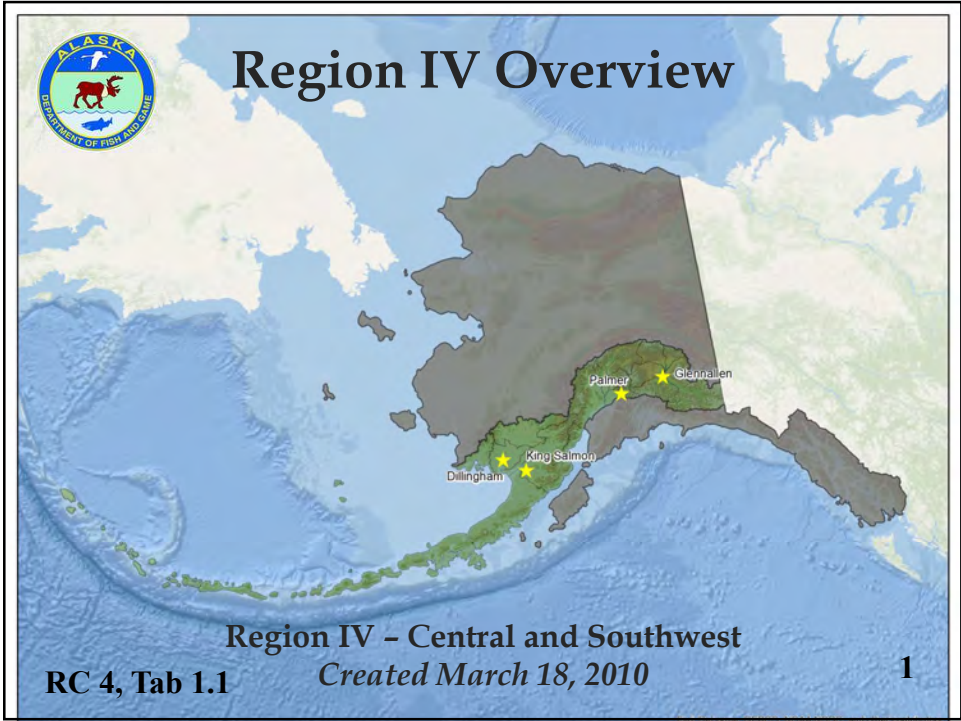 ALASKA
DEPARTMENT OF FISH AND GAME
Region IV Overview
Glennallen
Palmer
King Salmon
Dillingham
Region IV – Central and Southwest
Created March 18, 2010
RC 4, Tab 1.1
1